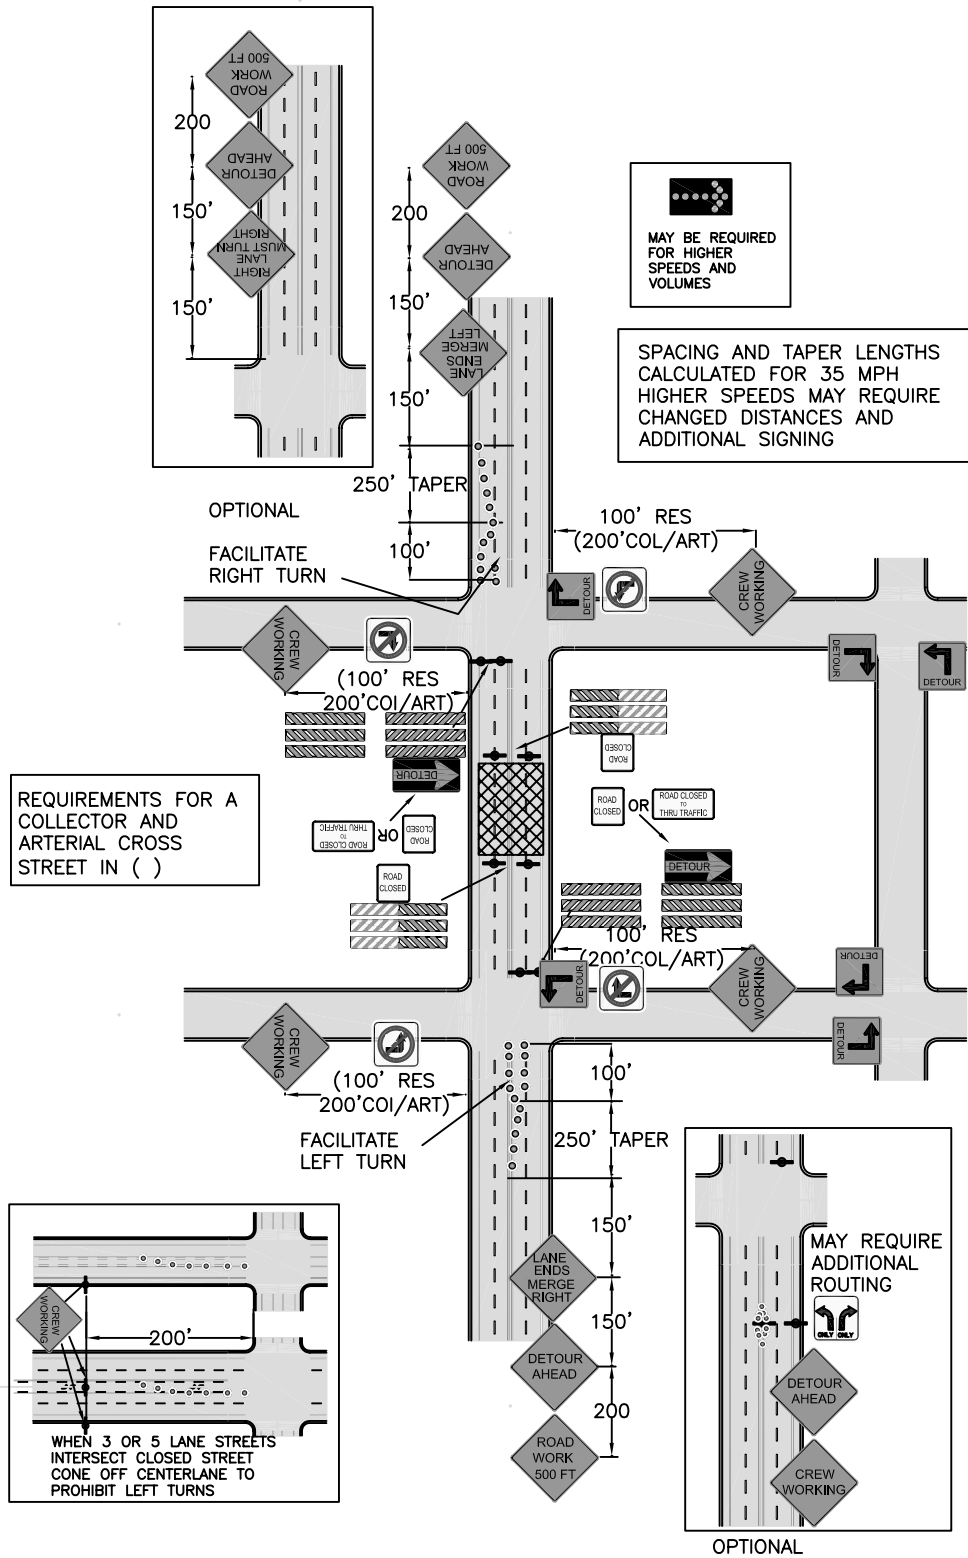 ROAD
WORK
500 FT
200
DETOUR
AHEAD
150'
RIGHT
LANE
MUST TURN
RIGHT
150'
ROAD
WORK
500 FT
200
DETOUR
AHEAD
150'
LANE
ENDS
MERGE
LEFT
150'
250' TAPER
100'
MAY BE REQUIRED
FOR HIGHER
SPEEDS AND
VOLUMES
SPACING AND TAPER LENGTHS
CALCULATED FOR 35 MPH
HIGHER SPEEDS MAY REQUIRE
CHANGED DISTANCES AND
ADDITIONAL SIGNING
OPTIONAL
FACILITATE
RIGHT TURN
100' RES
(200'COL/ART)
DETOUR
CREW
WORKING
CREW
WORKING
DETOUR
DETOUR
(100' RES
200'COl/ART)
ROAD
CLOSED
DETOUR
ROAD CLOSED
TO
THRU TRAFFIC
OR
ROAD
CLOSED
ROAD
CLOSED
OR
ROAD CLOSED
TO
THRU TRAFFIC
DETOUR
REQUIREMENTS FOR A
COLLECTOR AND
ARTERIAL CROSS
STREET IN ( )
ROAD
CLOSED
100' RES
(200'COL/ART)
DETOUR
CREW
WORKING
DETOUR
DETOUR
CREW
WORKING
(100' RES
200'COl/ART)
FACILITATE
LEFT TURN
100'
250' TAPER
150'
LANE
ENDS
MERGE
RIGHT
150'
DETOUR
AHEAD
200
ROAD
WORK
500 FT
CREW
WORKING
200'
WHEN 3 OR 5 LANE STREETS
INTERSECT CLOSED STREET
CONE OFF CENTERLANE TO
PROHIBIT LEFT TURNS
MAY REQUIRE
ADDITIONAL
ROUTING
ONLY ONLY
DETOUR
AHEAD
CREW
WORKING
OPTIONAL